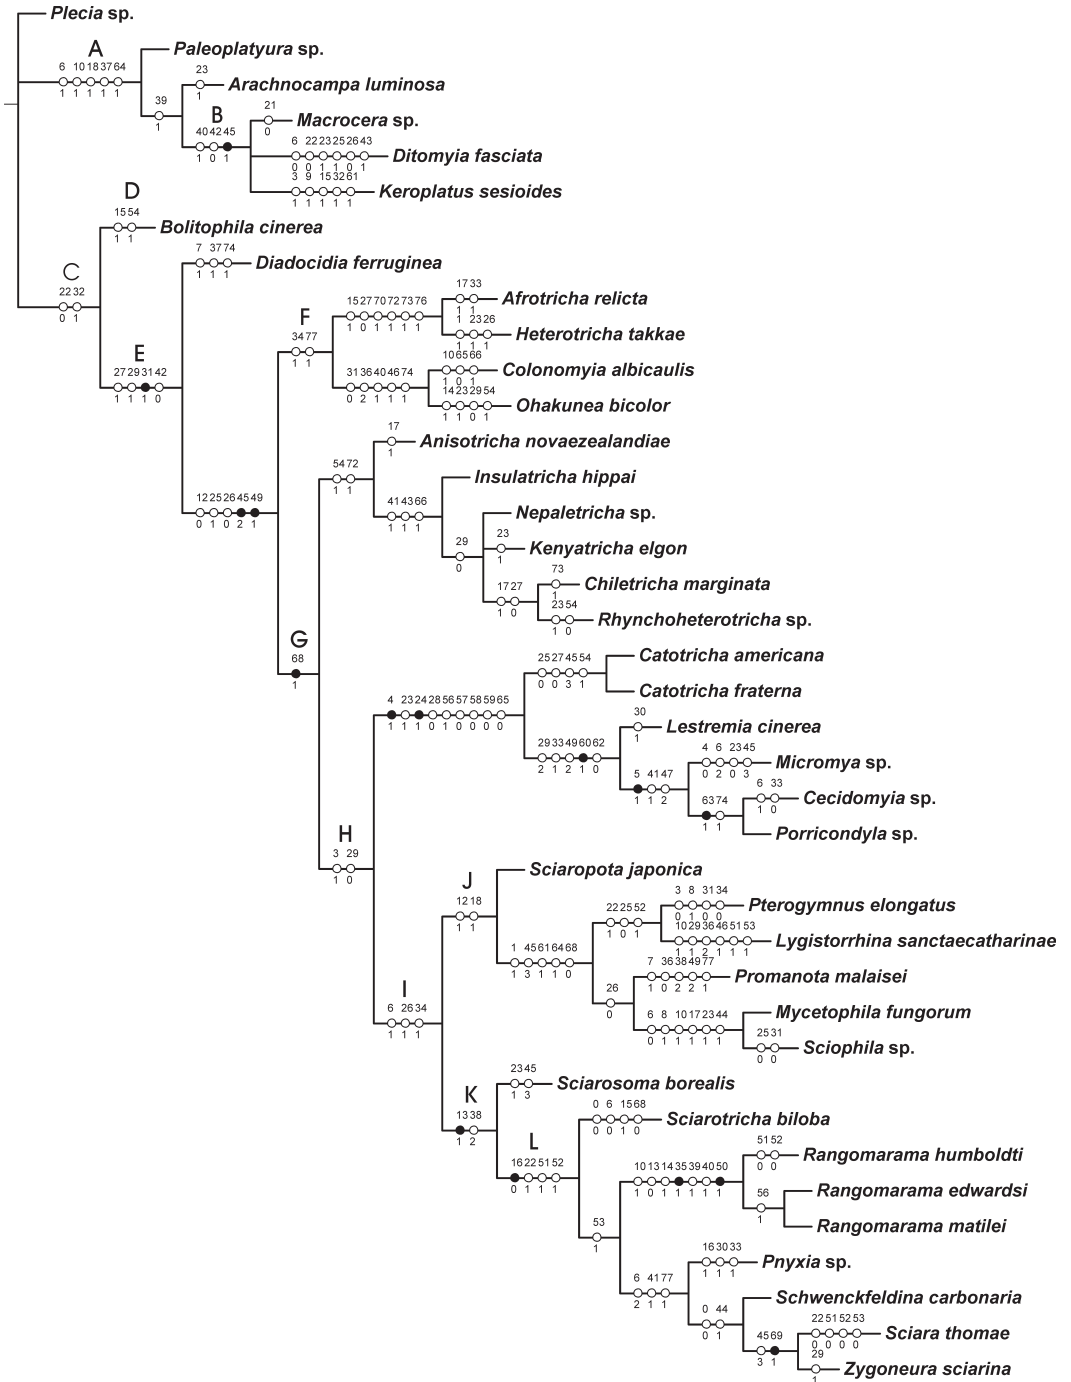 Plecia sp.
A
Paleoplatyura sp.
6 10 18 37 64
1 1 1 1 1
23
Arachnocampa luminosa
1
39
1
B
21
Macrocera sp.
0
40 42 45
1 0 1
6 22 23 25 26 43
Ditomyia fasciata
0 0 1 1 0 1
3 9 15 32 61
Keroplatus sesioides
1 1 1 1 1
D
15 54
Bolitophila cinerea
1 1
7 37 74
Diadocidia ferruginea
1 1 1
C
22 32
0 1
17 33
Afrotricha relicta
1 1
F
15 27 70 72 73 76
1 0 1 1 1 1
1 23 26
Heterotricha takkae
1 1 1
34 77
1 1
E
27 29 31 42
1 1 1 0
10 65 66
Colonomyia albicaulis
1 0 1
31 36 40 46 74
0 2 1 1 1
14 23 29 54
Ohakunea bicolor
1 1 0 1
17
Anisotricha novaezealandiae
1
54 72
1 1
Insulatricha hippai
12 25 26 45 49
0 1 0 2 1
41 43 66
1 1 1
Nepaletricha sp.
23
Kenyatricha elgon
1
29
0
73
Chiletricha marginata
1
17 27
1 0
23 54
Rhynchoheterotricha sp.
1 0
G
68
1
Catotricha americana
25 27 45 54
0 0 3 1
Catotricha fraterna
4 23 24 28 56 57 58 59 65
1 1 1 0 1 0 0 0 0
30
Lestremia cinerea
1
29 33 49 60 62
2 1 2 1 0
4 6 23 45
Micromya sp.
0 2 0 3
5 41 47
1 1 2
6 33
Cecidomyia sp.
1 0
63 74
1 1
Porricondyla sp.
H
3 29
1 0
Sciaropota japonica
J
12 18
1 1
3 8 31 34
Pterogymnus elongatus
0 1 0 0
22 25 52
1 0 1
10 29 36 46 51 53
Lygistorrhina sanctaecatharinae
1 1 2 1 1 1
1 45 61 64 68
1 3 1 1 0
7 36 38 49 77
Promanota malaisei
1 0 2 2 1
26
0
Mycetophila fungorum
6 8 10 17 23 44
0 1 1 1 1 1
25 31
Sciophila sp.
0 0
I
6 26 34
1 1 1
23 45
Sciarosoma borealis
1 3
K
13 38
1 2
0 6 15 68
Sciarotricha biloba
0 0 1 0
L
16 22 51 52
0 1 1 1
51 52
Rangomarama humboldti
0 0
10 13 14 35 39 40 50
1 0 1 1 1 1 1
Rangomarama edwardsi
56
1
Rangomarama matilei
53
1
16 30 33
Pnyxia sp.
1 1 1
6 41 77
2 1 1
Schwenckfeldina carbonaria
0 44
0 1
22 51 52 53
Sciara thomae
0 0 0 0
45 69
3 1
29
Zygoneura sciarina
1